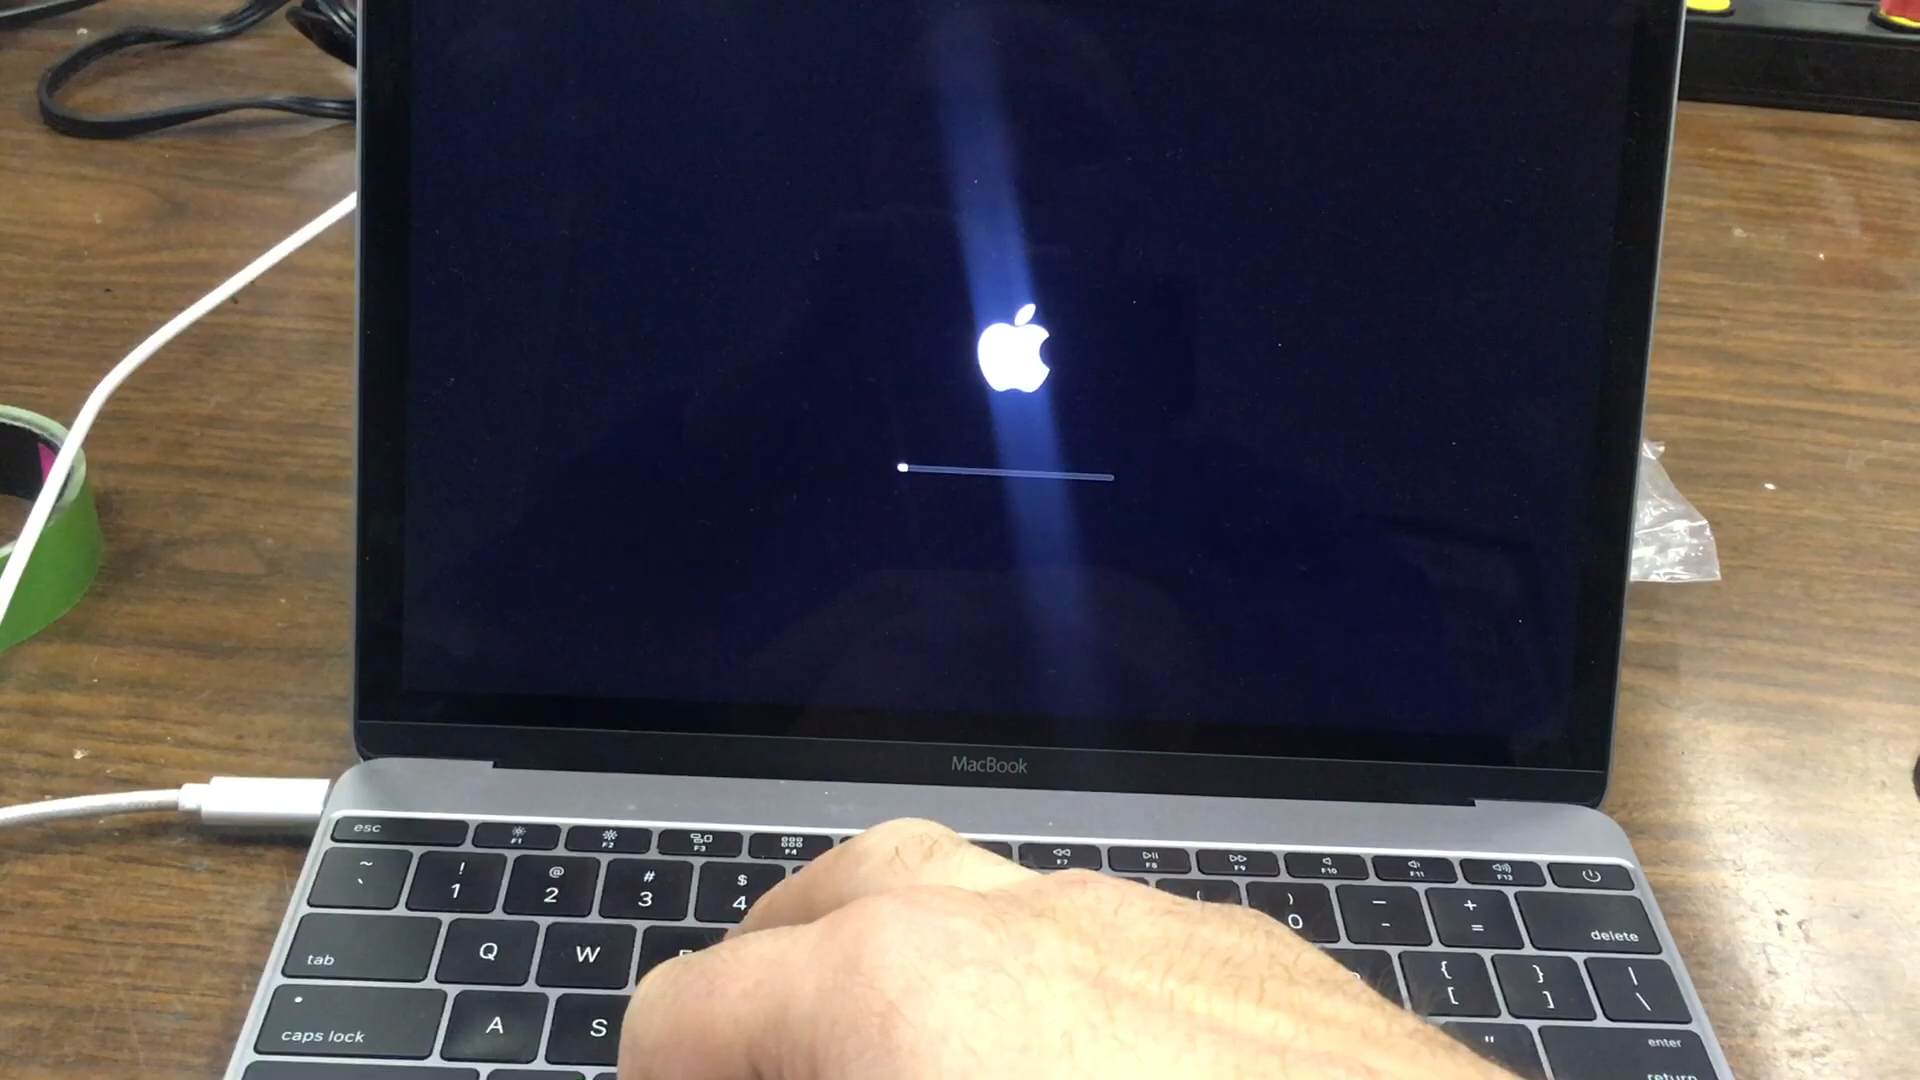 MacBook
esc F1 F2 F3 F4 F7 F8 F9 F10 F11 F12
~ ` ! 1 @ 2 # 3 $ 4 ( ) 0 – - + = delete
tab Q W { [ } ] | \
caps lock A S " enter return